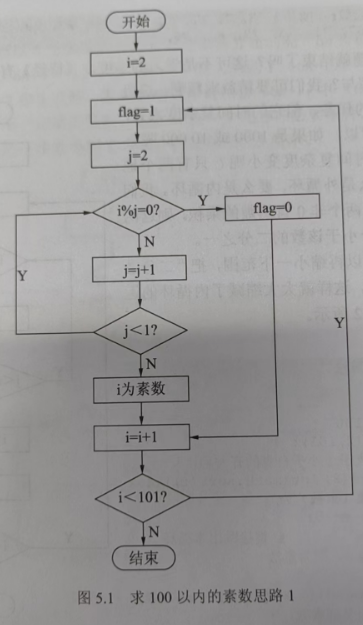 开始
i=2
flag=1
j=2
i%j=0?
Y
flag=0
N
j=j+1
Y
j<1?
N
i为素数
i=i+1
i<101?
Y
N
结束
图 5.1 求 100 以内的素数思路 1